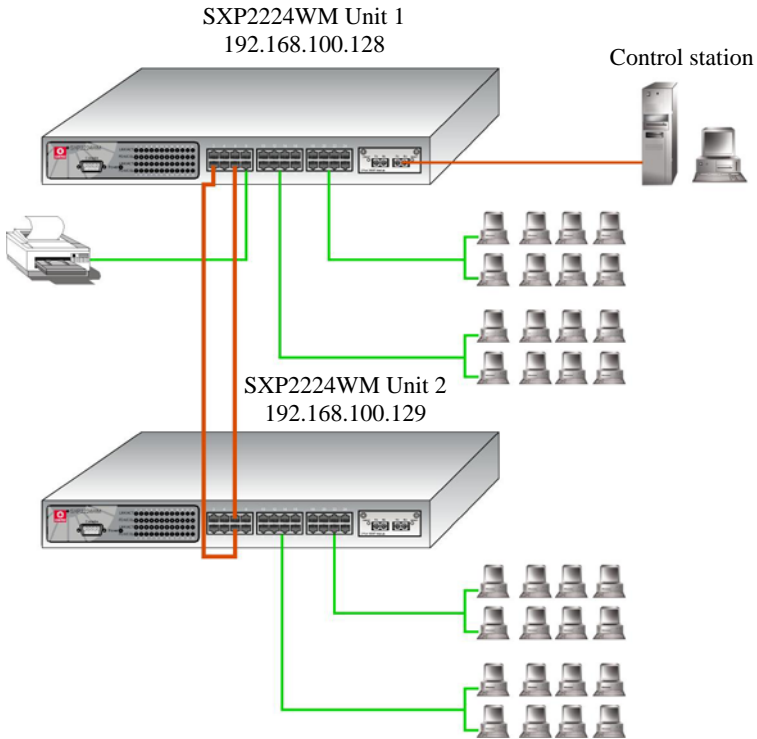 SXP2224WM Unit 1
192.168.100.128
Control station
SXP2224WM Unit 2
192.168.100.129